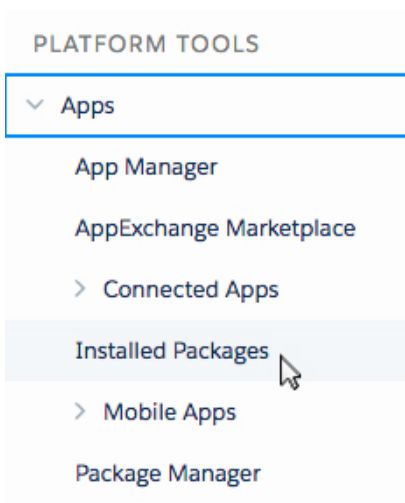 PLATFORM TOOLS
Apps
App Manager
AppExchange Marketplace
Connected Apps
Installed Packages
Mobile Apps
Package Manager